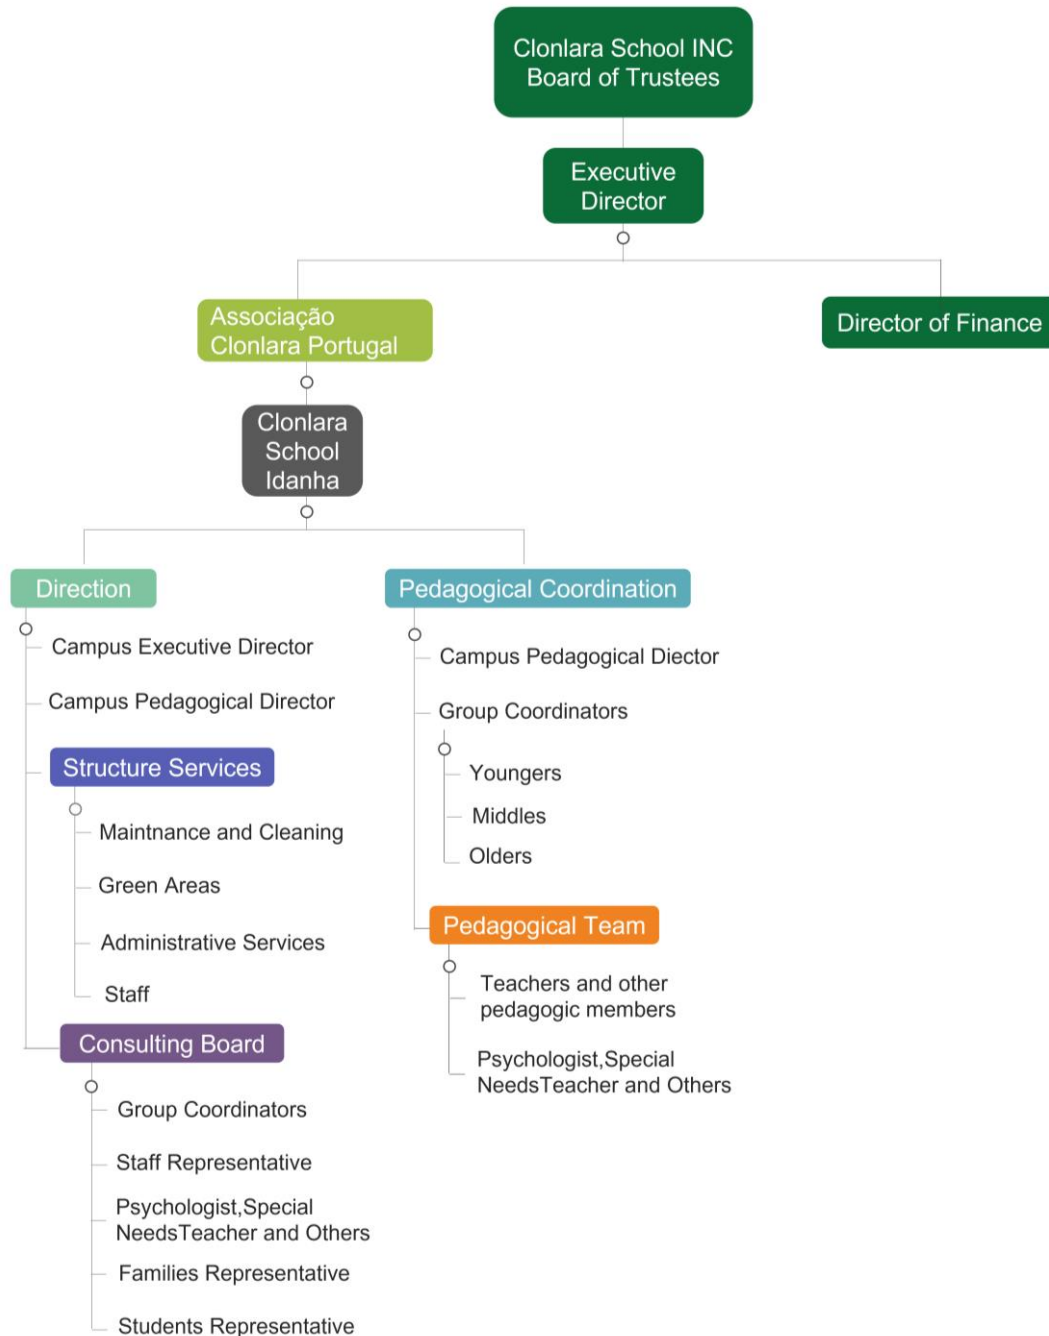 Clonlara School INC
Board of Trustees
Executive
Director
Associação
Clonlara Portugal
Director of Finance
Clonlara
School
Idanha
Direction
Campus Executive Director
Campus Pedagogical Director
Structure Services
Maintnance and Cleaning
Green Areas
Administrative Services
Staff
Consulting Board
Group Coordinators
Staff Representative
Psychologist,Special
NeedsTeacher and Others
Families Representative
Students Representative
Pedagogical Coordination
Campus Pedagogical Diector
Group Coordinators
Youngers
Middles
Olders
Pedagogical Team
Teachers and other
pedagogic members
Psychologist,Special
NeedsTeacher and Others